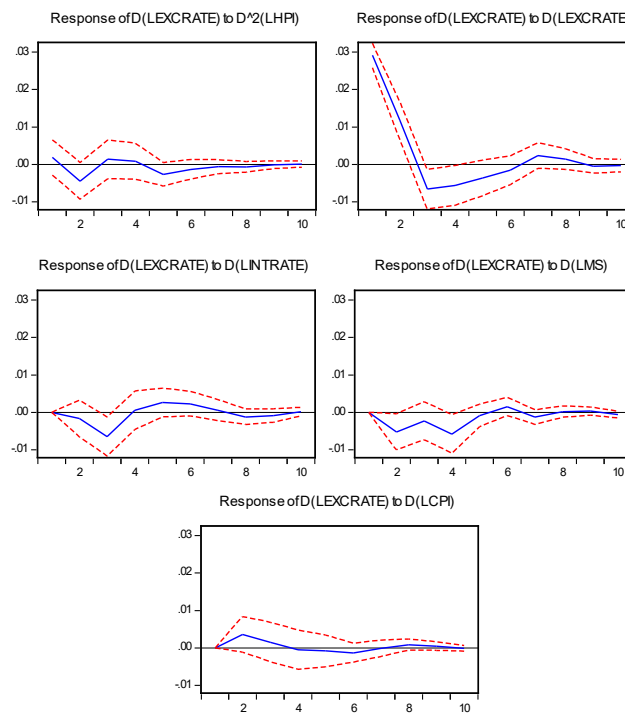 Response of D(LEXCRATE) to D^2(LHPI)
Response of D(LEXCRATE) to D(LEXCRATE
.03
.02
.01
.00
-.01
2 4 6 8 10
.03
.02
.01
.00
-.01
2 4 6 8 10
Response of D(LEXCRATE) to D(LINTRATE)
Response of D(LEXCRATE) to D(LMS)
.03
.02
.01
.00
-.01
2 4 6 8 10
.03
.02
.01
.00
-.01
2 4 6 8 10
Response of D(LEXCRATE) to D(LCPI)
.03
.02
.01
.00
-.01
2 4 6 8 10